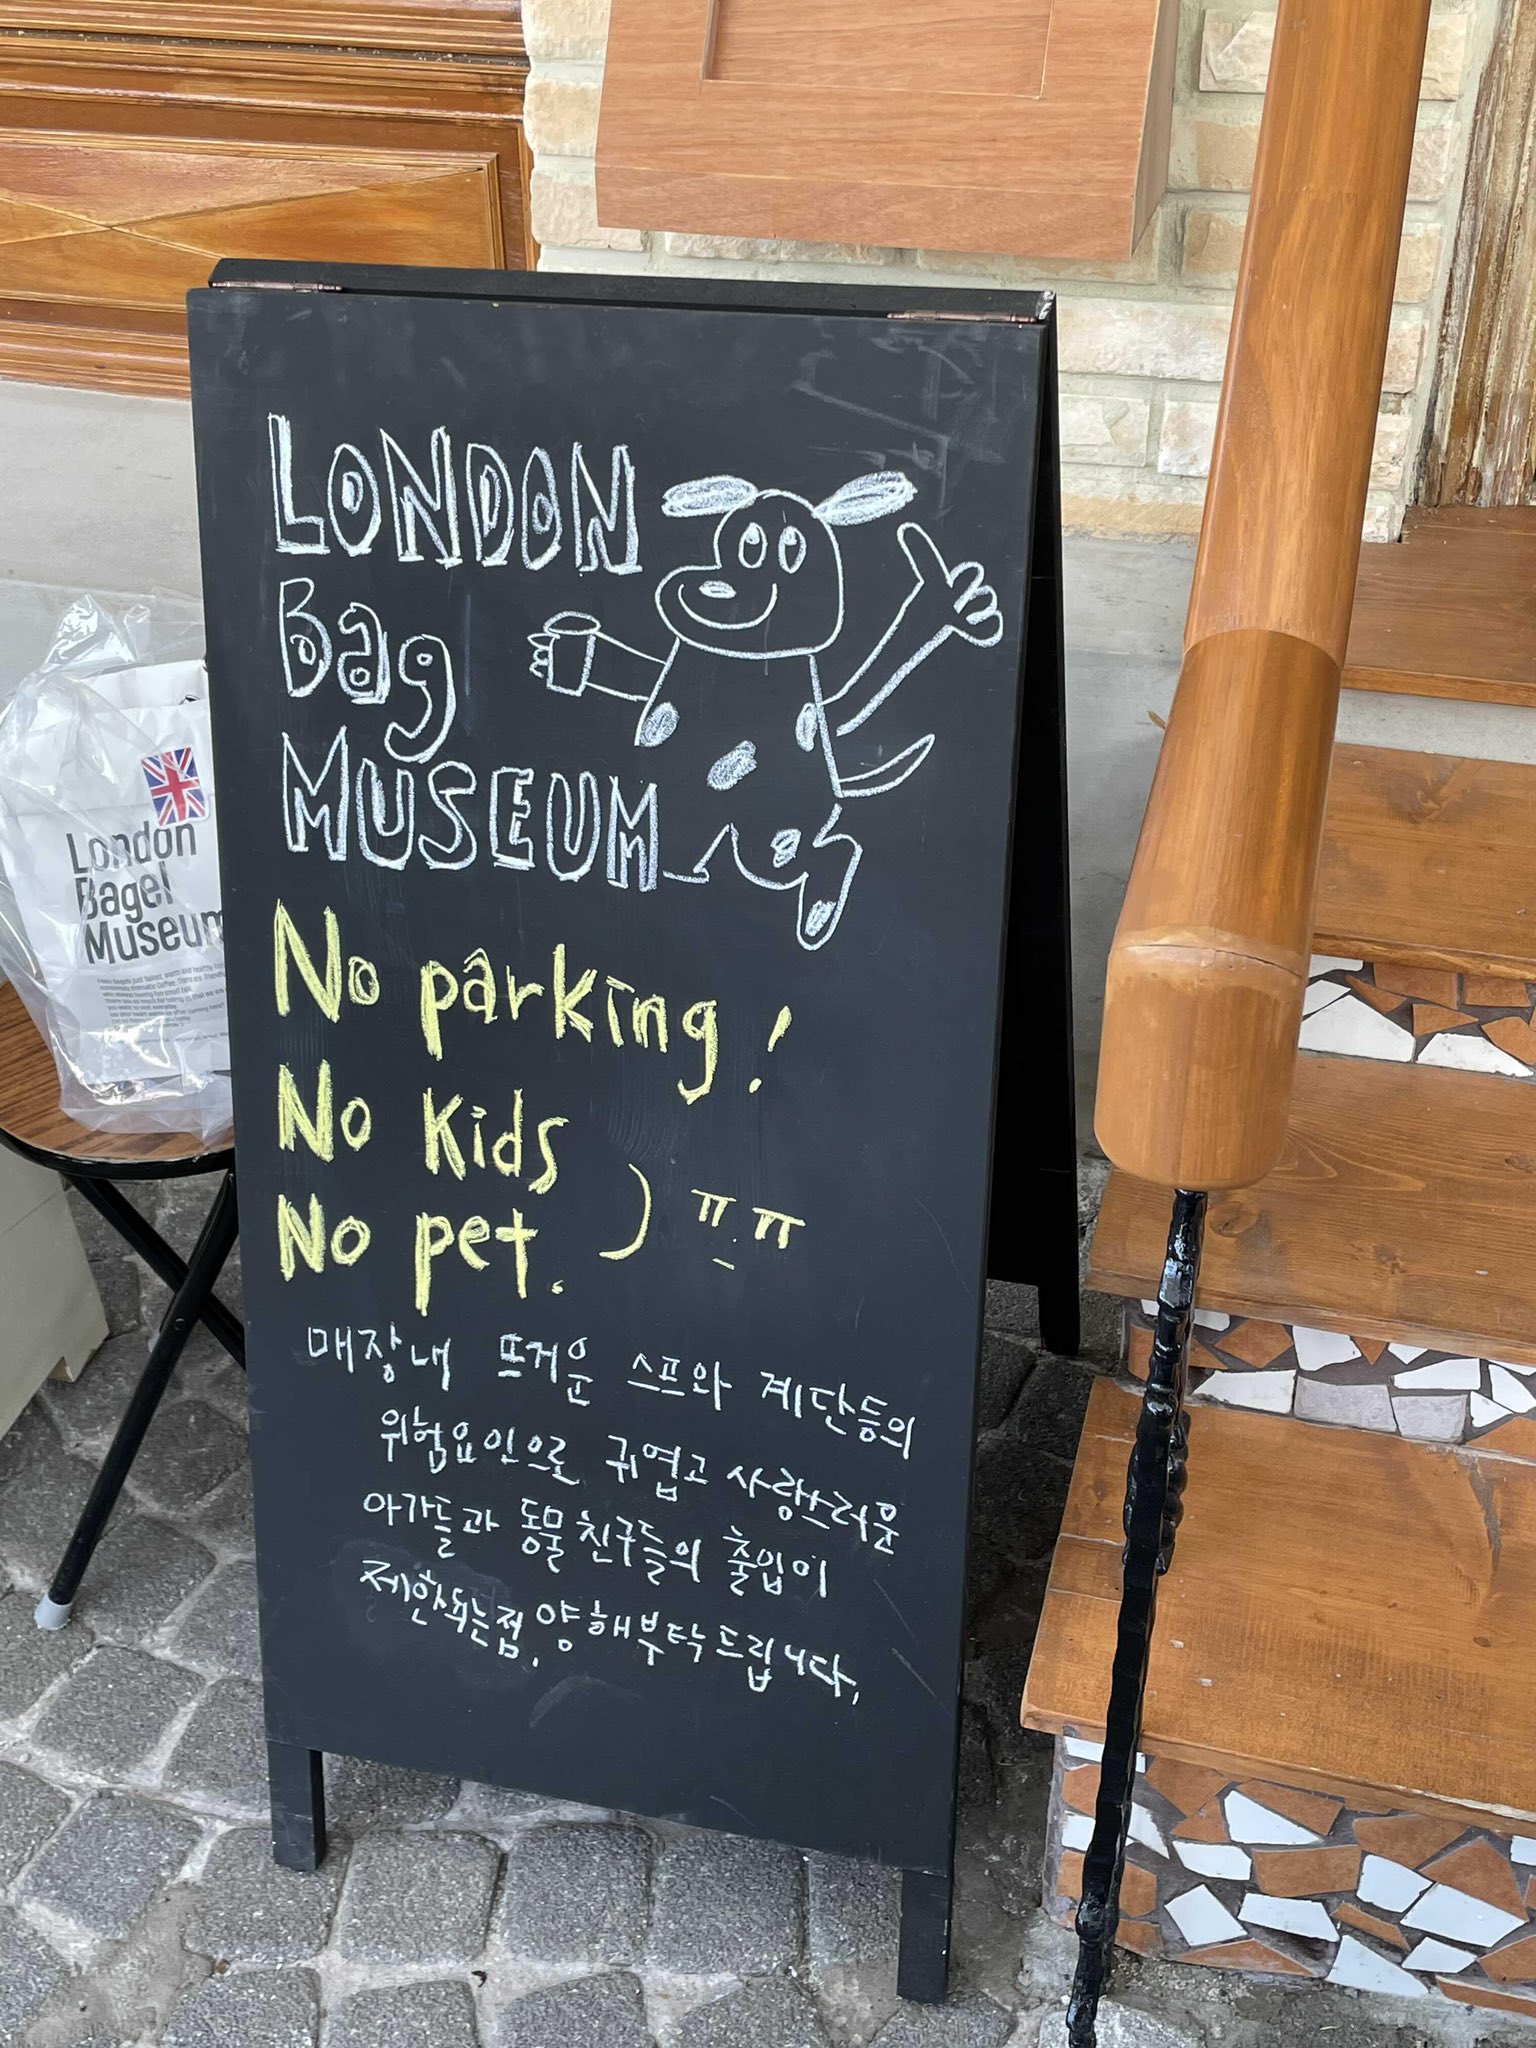 LONDON
Bag
MUSEUM
No parking!
No kids
No pet. ) ㅠ.ㅠ
매장내 뜨거운 스프와 계단등의
위험요인으로 귀엽고 사랑스러운
아가들과 동물친구들의 출입이
제한되는점, 양해부탁드립니다,
London
Bagel
Museum